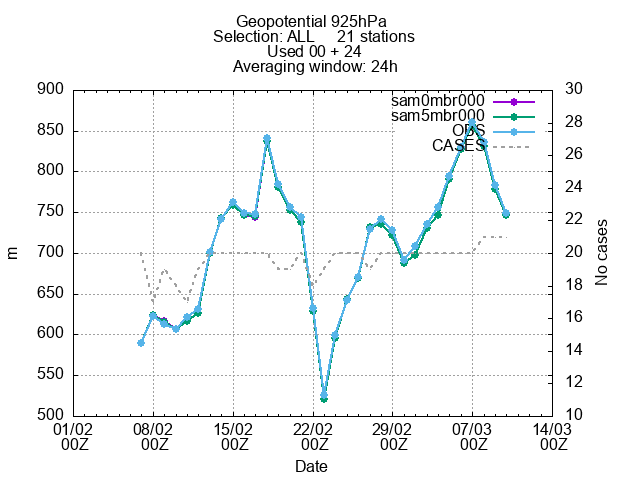 Geopotential 925hPa
Selection: ALL 21 stations
Used 00 + 24
Averaging window: 24h
sam0mbr000
sam5mbr000
OBS
CASES
900
850
800
750
700
650
600
550
500
m
30
28
26
24
22
20
18
16
14
12
10
No cases
01/02 08/02 15/02 22/02 29/02 07/03 14/03
00Z 00Z 00Z 00Z 00Z 00Z 00Z
Date